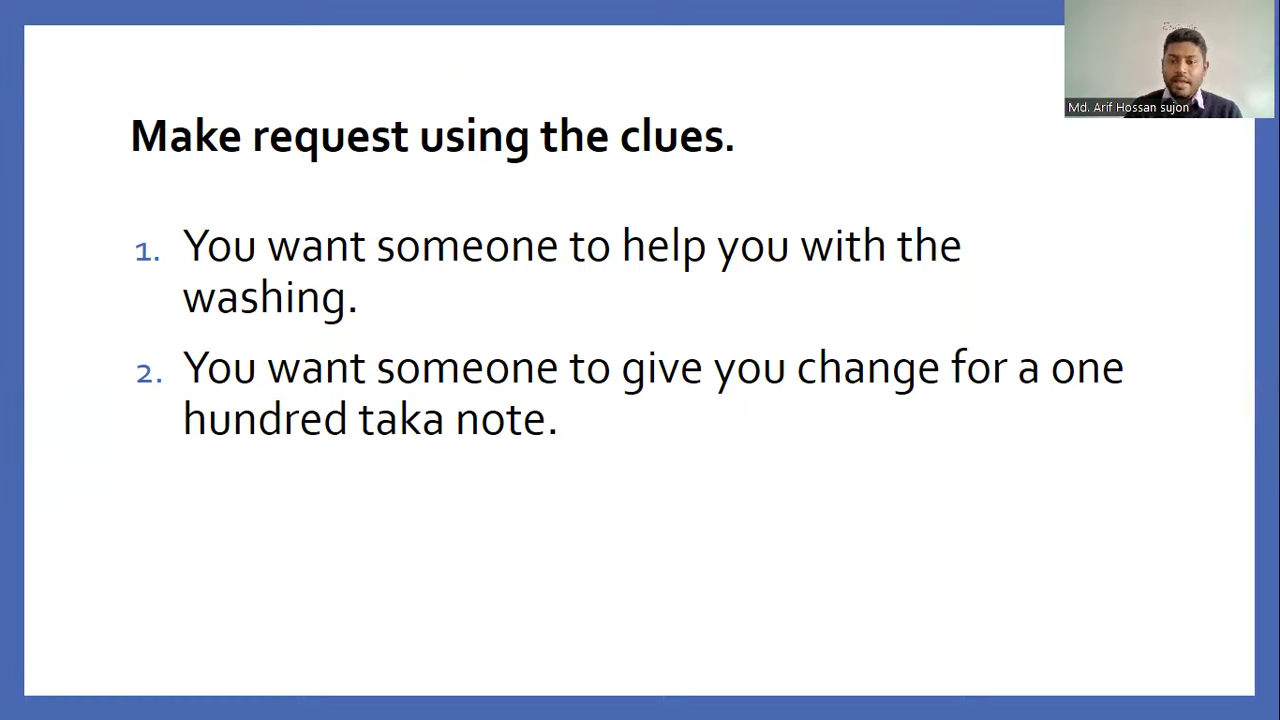 Md. Arif Hossan sujon
Make request using the clues.
1. You want someone to help you with the
washing.
2. You want someone to give you change for a one
hundred taka note.